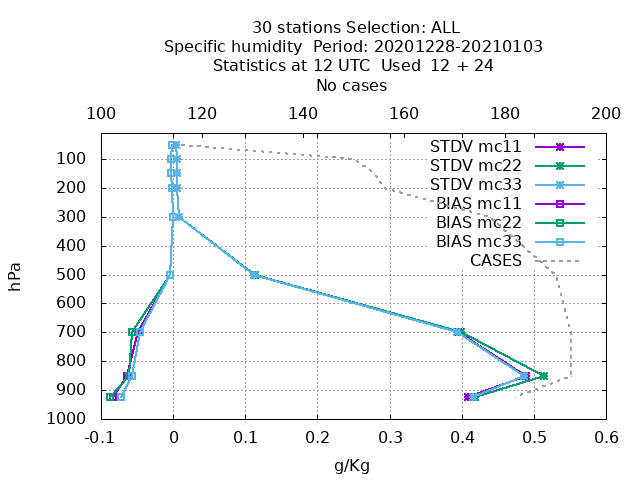 30 stations Selection: ALL
Specific humidity  Period: 20201228-20210103
Statistics at 12 UTC  Used  12 + 24
No cases
100 120 140 160 180 200
STDV mc11
STDV mc22
STDV mc33
BIAS mc11
BIAS mc22
BIAS mc33
CASES
hPa
100
200
300
400
500
600
700
800
900
1000
-0.1 0 0.1 0.2 0.3 0.4 0.5 0.6
g/Kg